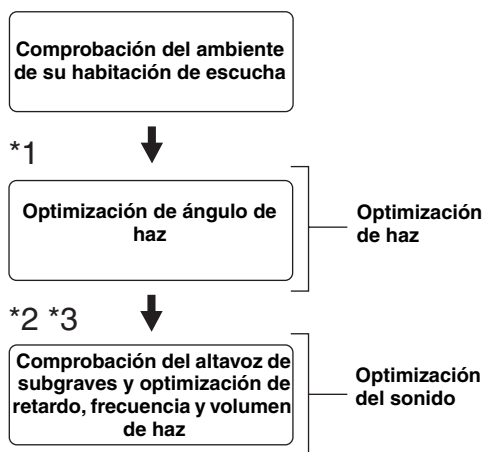 Comprobación del ambiente
de su habitación de escucha
*1
Optimización de ángulo de
haz
Optimización
de haz
*2 *3
Comprobación del altavoz de
subgraves y optimización de
retardo, frecuencia y volumen
de haz
Optimización
del sonido